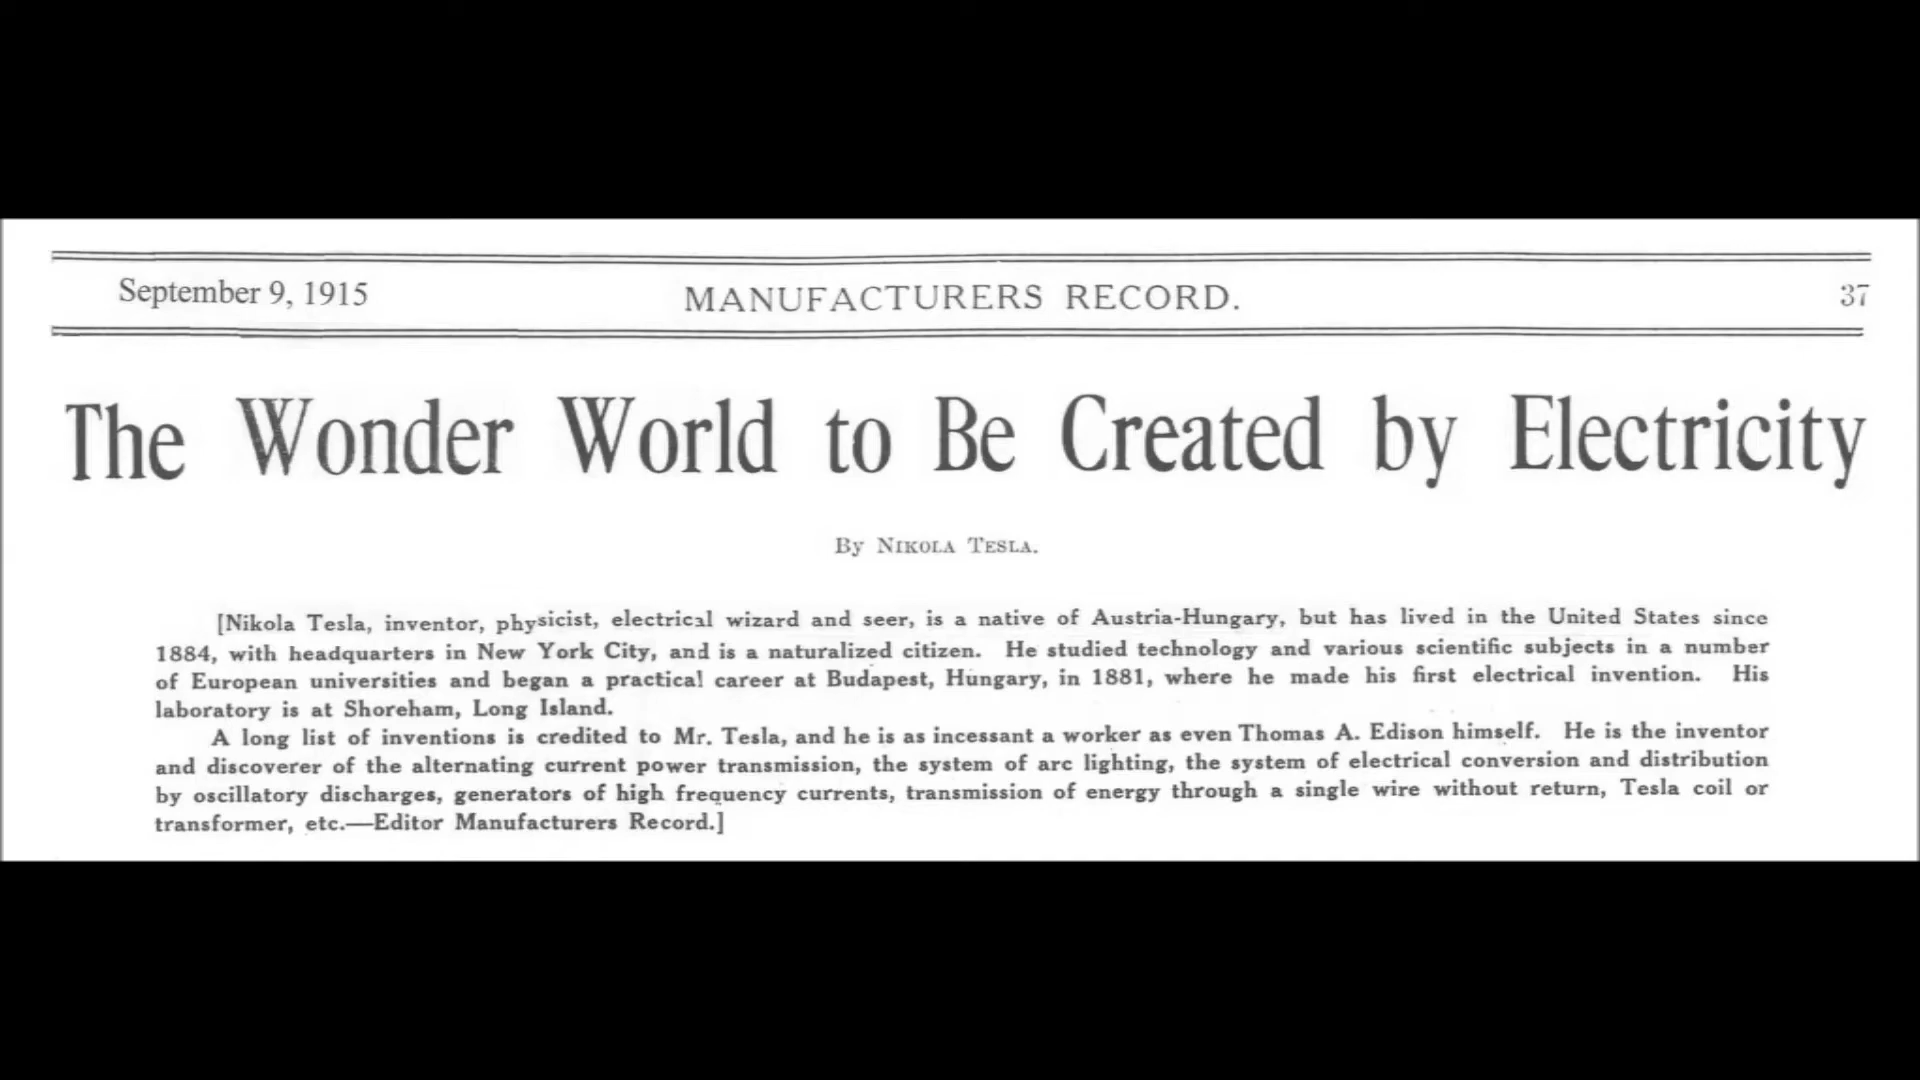 September 9, 1915 MANUFACTURERS RECORD. 37
The Wonder World to Be Created by Electricity
By NIKOLA TESLA.
[Nikola Tesla, inventor, physicist, electrical wizard and seer, is a native of Austria-Hungary, but has lived in the United States since
1884, with headquarters in New York City, and is a naturalized citizen. He studied technology and various scientific subjects in a number
of European universities and began a practical career at Budapest, Hungary, in 1881, where he made his first electrical invention. His
laboratory is at Shoreham, Long Island.
A long list of inventions is credited to Mr. Tesla, and he is as incessant a worker as even Thomas A. Edison himself. He is the inventor
and discoverer of the alternating current power transmission, the system of arc lighting, the system of electrical conversion and distribution
by oscillatory discharges, generators of high frequency currents, transmission of energy through a single wire without return, Tesla coil or
transformer, etc.—Editor Manufacturers Record.]